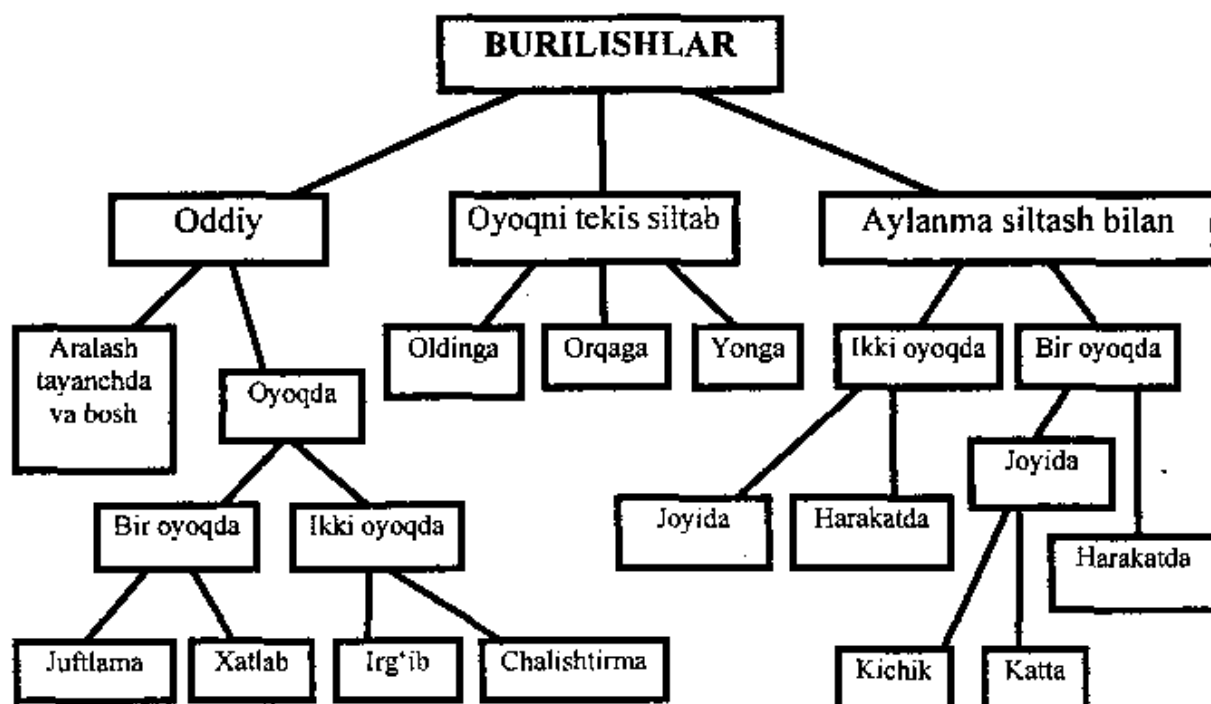 BURILISHLAR
Oddiy
Oyoqni tekis siltab
Aylanma siltash bilan
Aralash
tayanchda
va bosh
Oyoqda
Oldinga
Orqaga
Yonga
Ikki oyoqda
Bir oyoqda
Joyida
Bir oyoqda
Ikki oyoqda
Joyida
Harakatda
Harakatda
Juftlama
Xatlab
Irg‘ib
Chalishtirma
Kichik
Katta